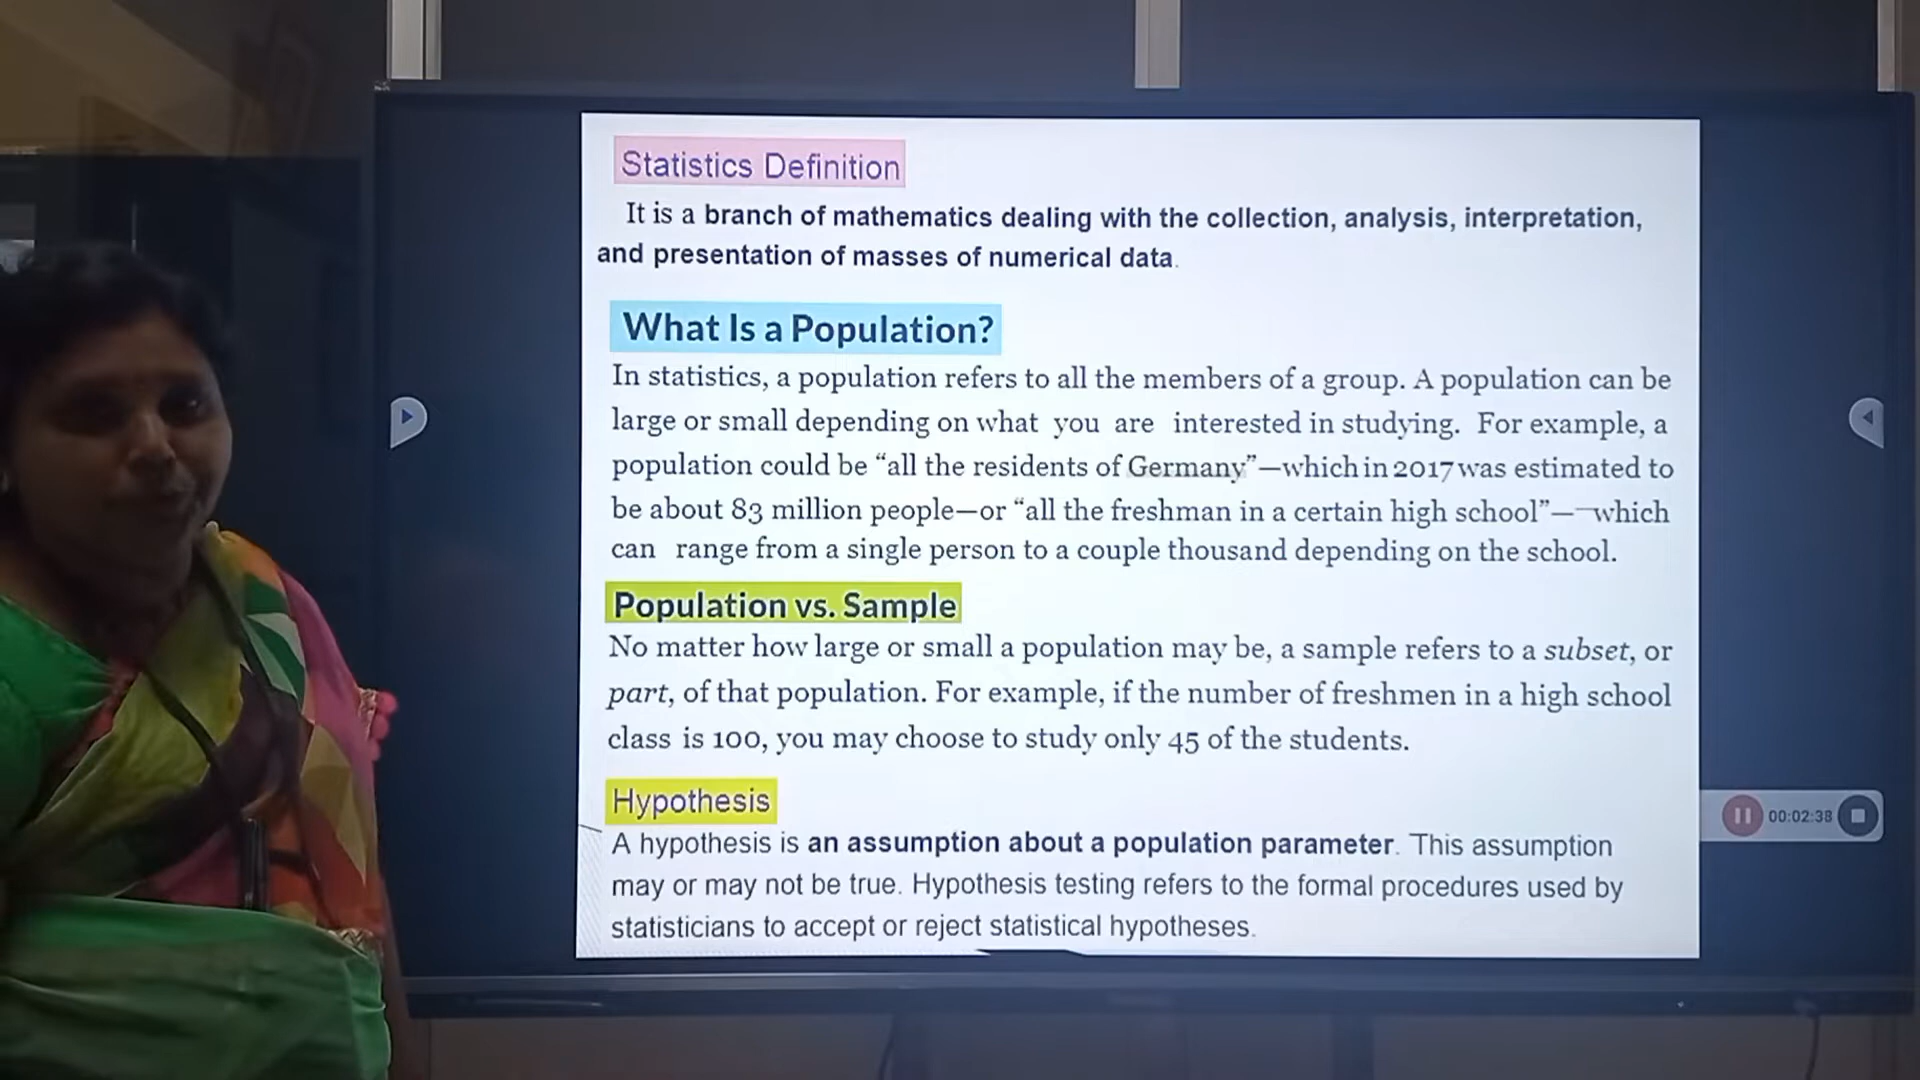 Statistics Definition
It is a branch of mathematics dealing with the collection, analysis, interpretation,
and presentation of masses of numerical data.
What Is a Population?
In statistics, a population refers to all the members of a group. A population can be
large or small depending on what you are interested in studying. For example, a
population could be “all the residents of Germany”—which in 2017 was estimated to
be about 83 million people—or “all the freshman in a certain high school”—which
can range from a single person to a couple thousand depending on the school.
Population vs. Sample
No matter how large or small a population may be, a sample refers to a subset, or
part, of that population. For example, if the number of freshmen in a high school
class is 100, you may choose to study only 45 of the students.
Hypothesis
A hypothesis is an assumption about a population parameter. This assumption
may or may not be true. Hypothesis testing refers to the formal procedures used by
statisticians to accept or reject statistical hypotheses.
00:02:38